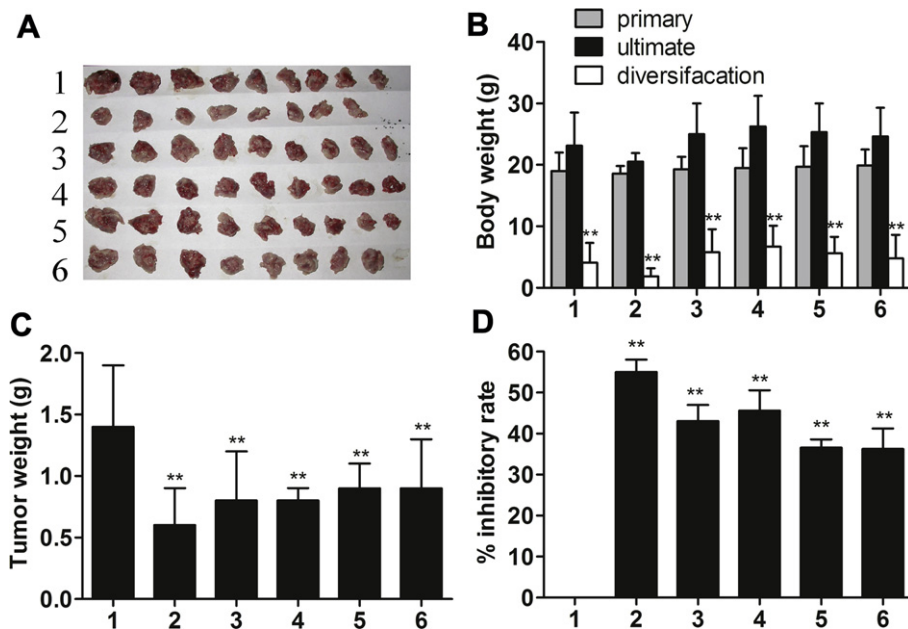 A
1
2
3
4
5
6
B
primary
ultimate
diversifacation
Body weight (g)
40
30
20
10
0
** ** ** ** ** **
1 2 3 4 5 6
C
Tumor weight (g)
2.0
1.5
1.0
0.5
0.0
** ** ** ** **
1 2 3 4 5 6
D
% inhibitory rate
60
50
40
30
20
10
0
** ** ** ** **
1 2 3 4 5 6